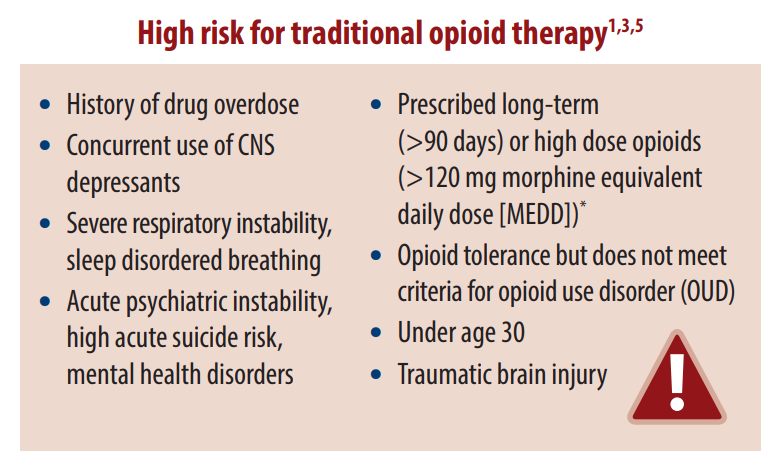 High risk for traditional opioid therapy1,3,5
• History of drug overdose
• Concurrent use of CNS
depressants
• Severe respiratory instability,
sleep disordered breathing
• Acute psychiatric instability,
high acute suicide risk,
mental health disorders
• Prescribed long-term
(>90 days) or high dose opioids
(>120 mg morphine equivalent
daily dose [MEDD])*
• Opioid tolerance but does not meet
criteria for opioid use disorder (OUD)
• Under age 30
• Traumatic brain injury
!